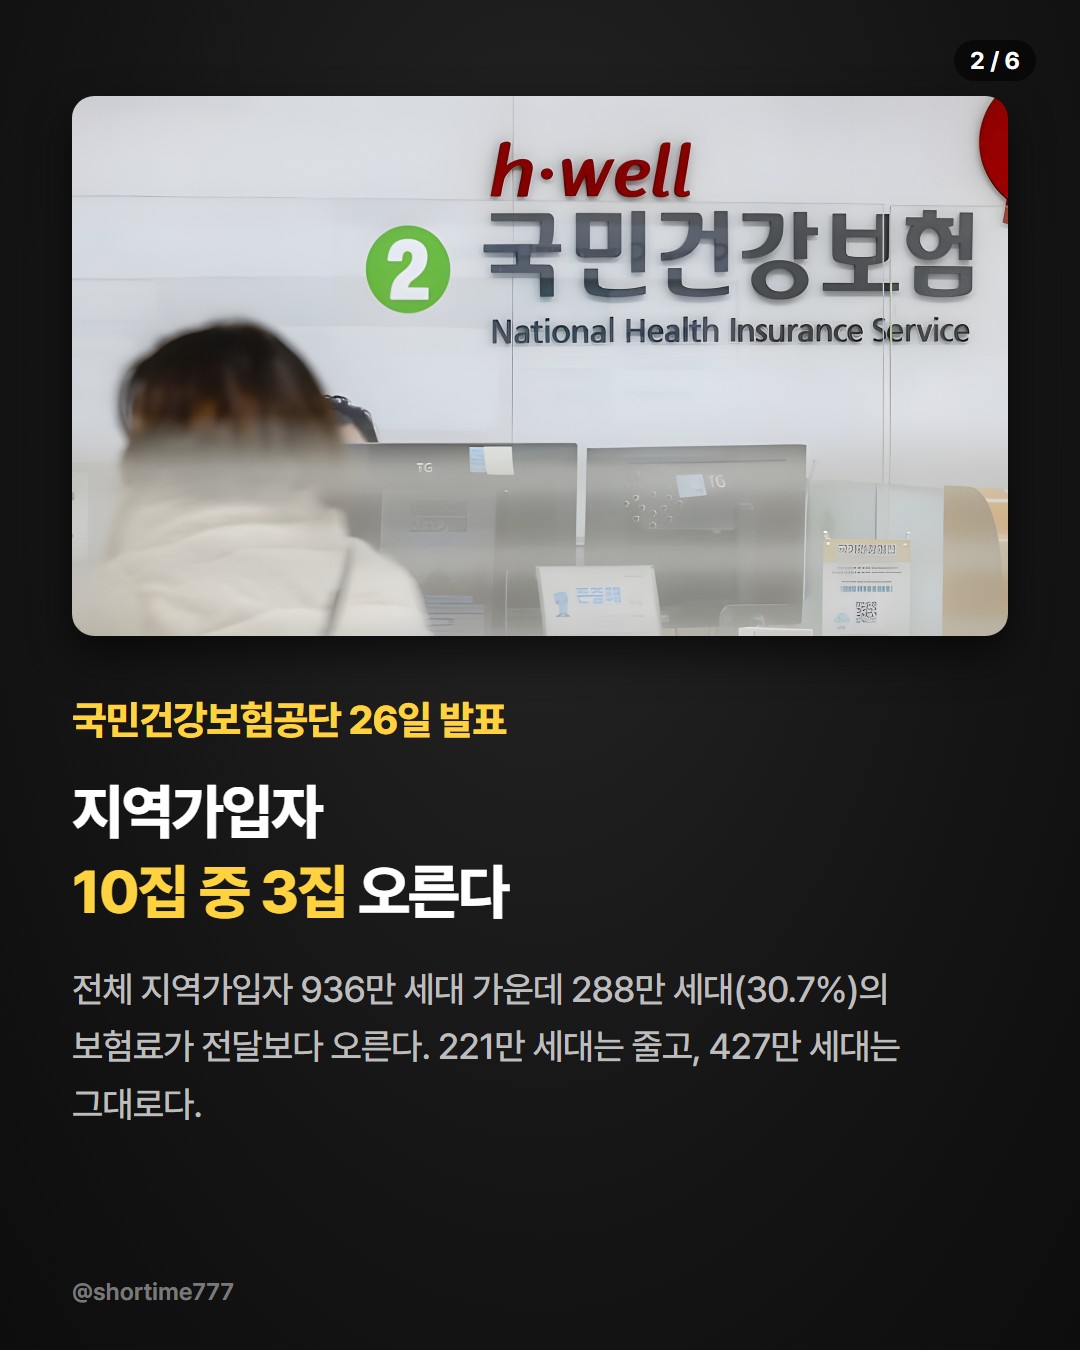 2 / 6
h·well
2
국민건강보험
National Health Insurance Service
TG
TG
국민건강보험공단 26일 발표
지역가입자
10집 중 3집 오른다
전체 지역가입자 936만 세대 가운데 288만 세대(30.7%)의
보험료가 전달보다 오른다. 221만 세대는 줄고, 427만 세대는
그대로다.
@shortime777